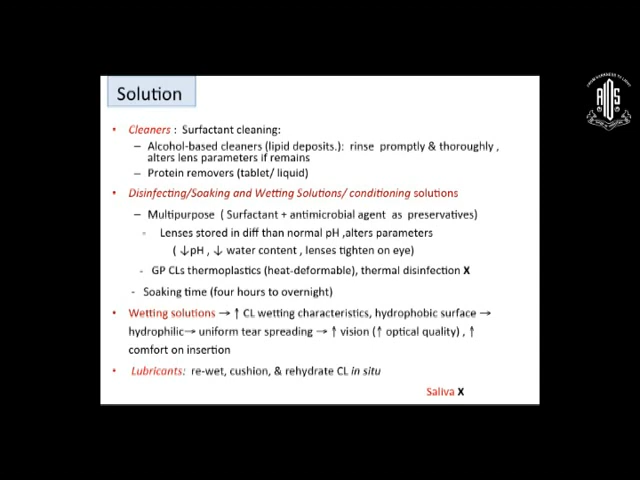 Solution
• Cleaners : Surfactant cleaning:
– Alcohol-based cleaners (lipid deposits.): rinse promptly & thoroughly ,
alters lens parameters if remains
– Protein removers (tablet/ liquid)
• Disinfecting/Soaking and Wetting Solutions/ conditioning solutions
– Multipurpose ( Surfactant + antimicrobial agent as preservatives)
◦ Lenses stored in diff than normal pH ,alters parameters
( ↓pH , ↓ water content , lenses tighten on eye)
- GP CLs thermoplastics (heat-deformable), thermal disinfection X
- Soaking time (four hours to overnight)
• Wetting solutions → ↑ CL wetting characteristics, hydrophobic surface →
hydrophilic→ uniform tear spreading → ↑ vision (↑ optical quality) , ↑
comfort on insertion
• Lubricants: re-wet, cushion, & rehydrate CL in situ
Saliva X
AIOS